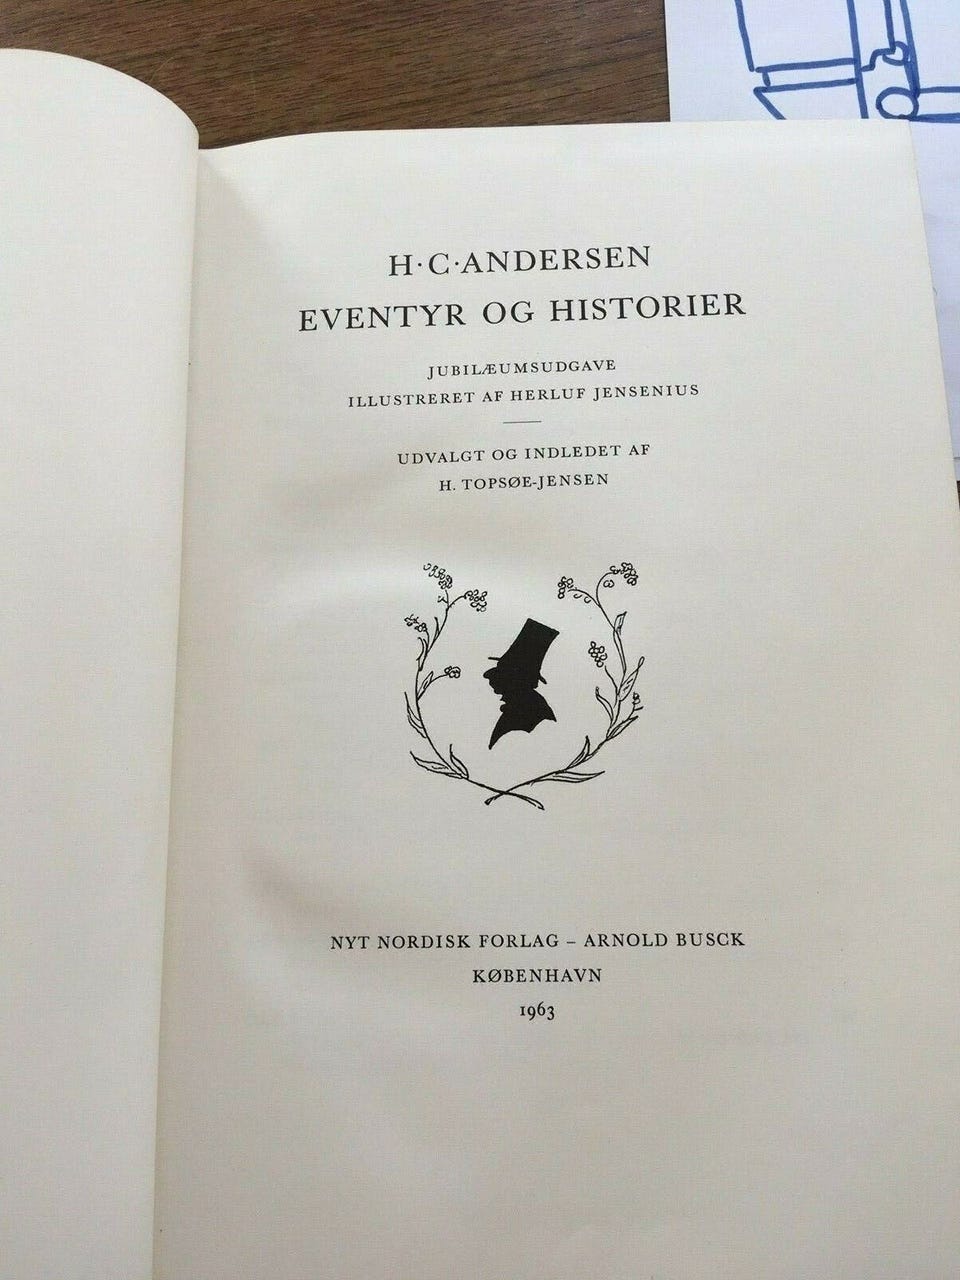 H·C·ANDERSEN
EVENTYR OG HISTORIER
JUBILÆUMSUDGAVE
ILLUSTRERET AF HERLUF JENSENIUS
UDVALGT OG INDLEDET AF
H. TOPSØE-JENSEN
NYT NORDISK FORLAG – ARNOLD BUSCK
KØBENHAVN
1963